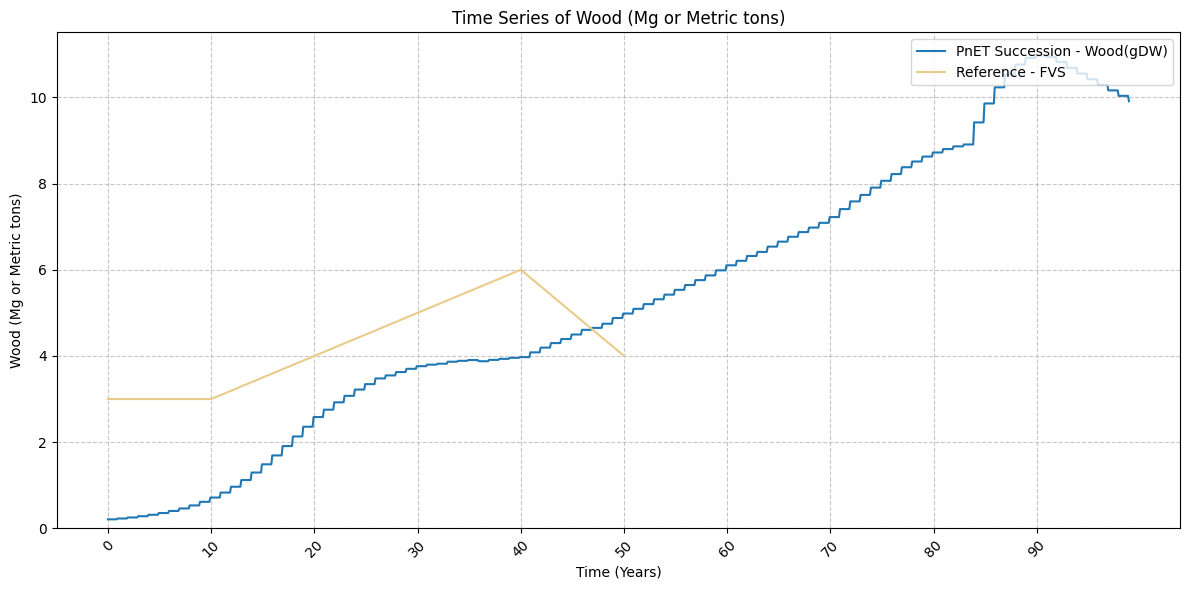 Time Series of Wood (Mg or Metric tons)
PnET Succession - Wood(gDW)
Reference - FVS
Wood (Mg or Metric tons)
10
8
6
4
2
0
0 10 20 30 40 50 60 70 80 90
Time (Years)